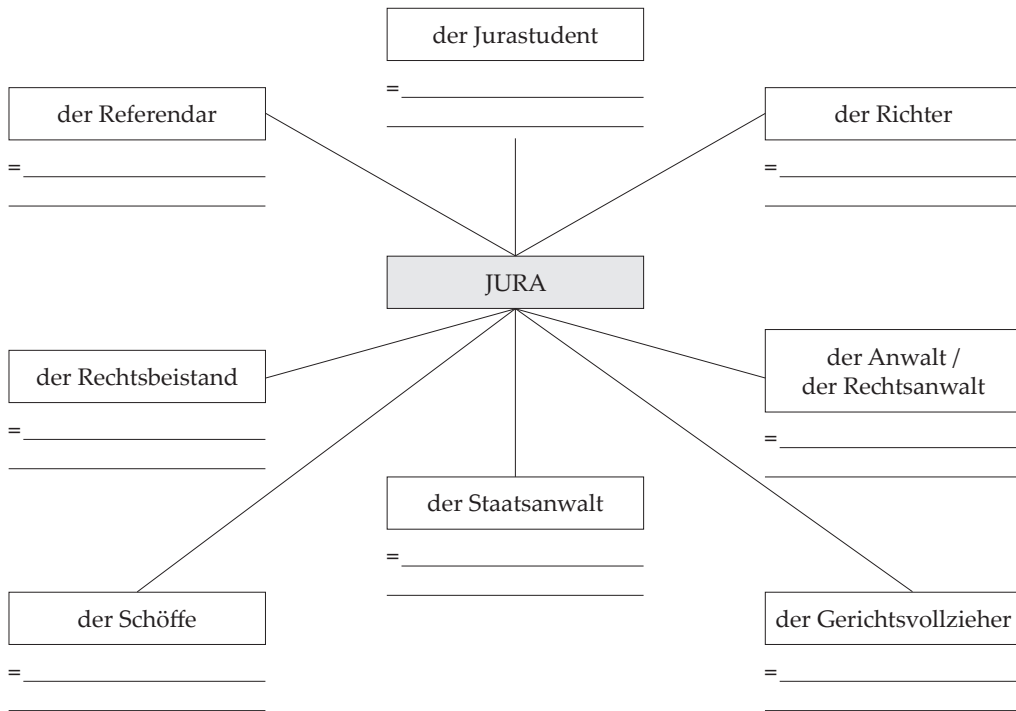 der Jurastudent
=
der Referendar
=
der Richter
=
JURA
der Rechtsbeistand
=
der Anwalt /
der Rechtsanwalt
=
der Staatsanwalt
=
der Schöffe
=
der Gerichtsvollzieher
=